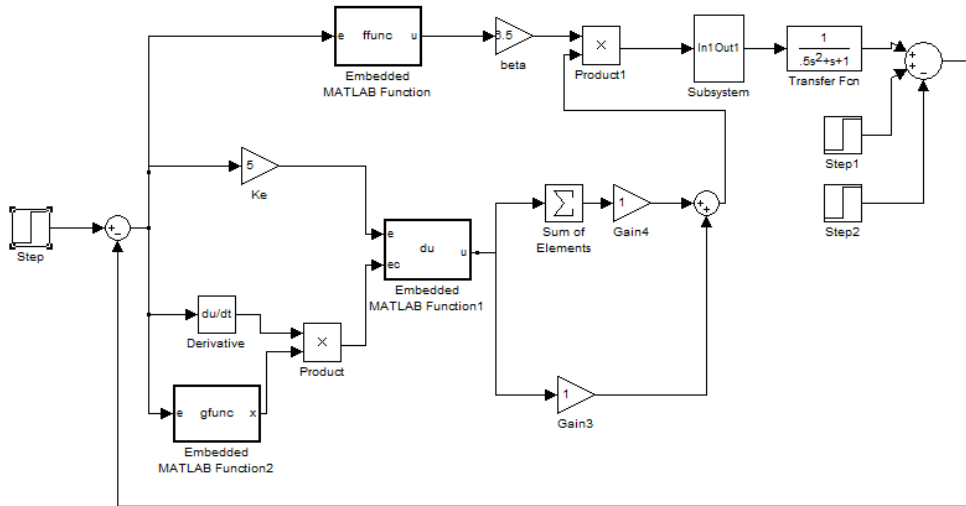 e ffunc u
Embedded
MATLAB Function
3.5
beta
×
Product1
In1Out1
Subsystem
1
.5s²+s+1
Transfer Fcn
+
+
−
Step1
Step2
5
Ke
Step
+
−
e
ec
du
u
Embedded
MATLAB Function1
Σ
Sum of
Elements
1
Gain4
+
+
du/dt
Derivative
×
Product
e gfunc x
Embedded
MATLAB Function2
1
Gain3